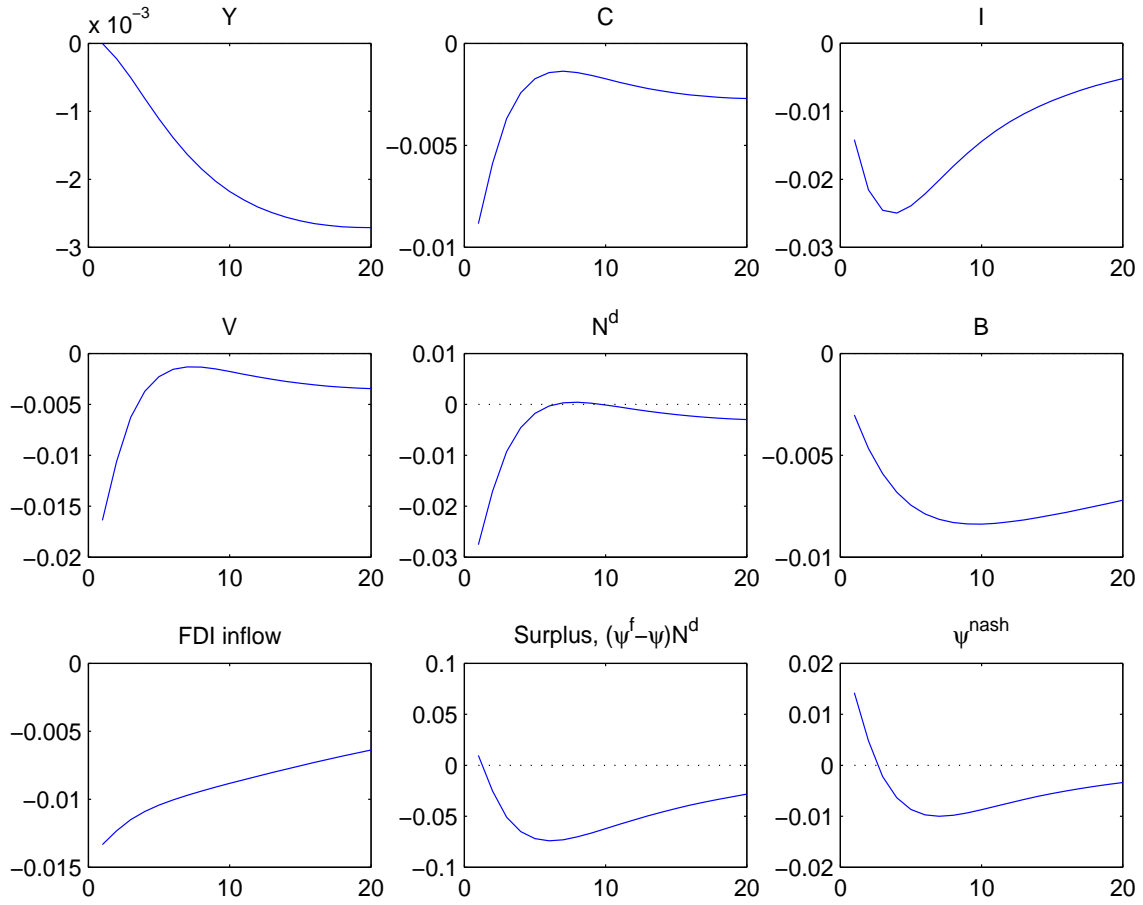 x 10⁻³ Y C I
0 0 0
−1 −0.01
−0.005
−2 −0.02
−3 −0.01 −0.03
0 10 20 0 10 20 0 10 20
V Nᵈ B
0 0.01 0
−0.005 0
−0.01 −0.01 −0.005
−0.015 −0.02
−0.02 −0.03 −0.01
0 10 20 0 10 20 0 10 20
FDI inflow Surplus, (ψᶠ−ψ)Nᵈ ψⁿᵃˢʰ
0 0.1 0.02
−0.005 0.05 0.01
0 0
−0.01 −0.05 −0.01
−0.015 −0.1 −0.02
0 10 20 0 10 20 0 10 20